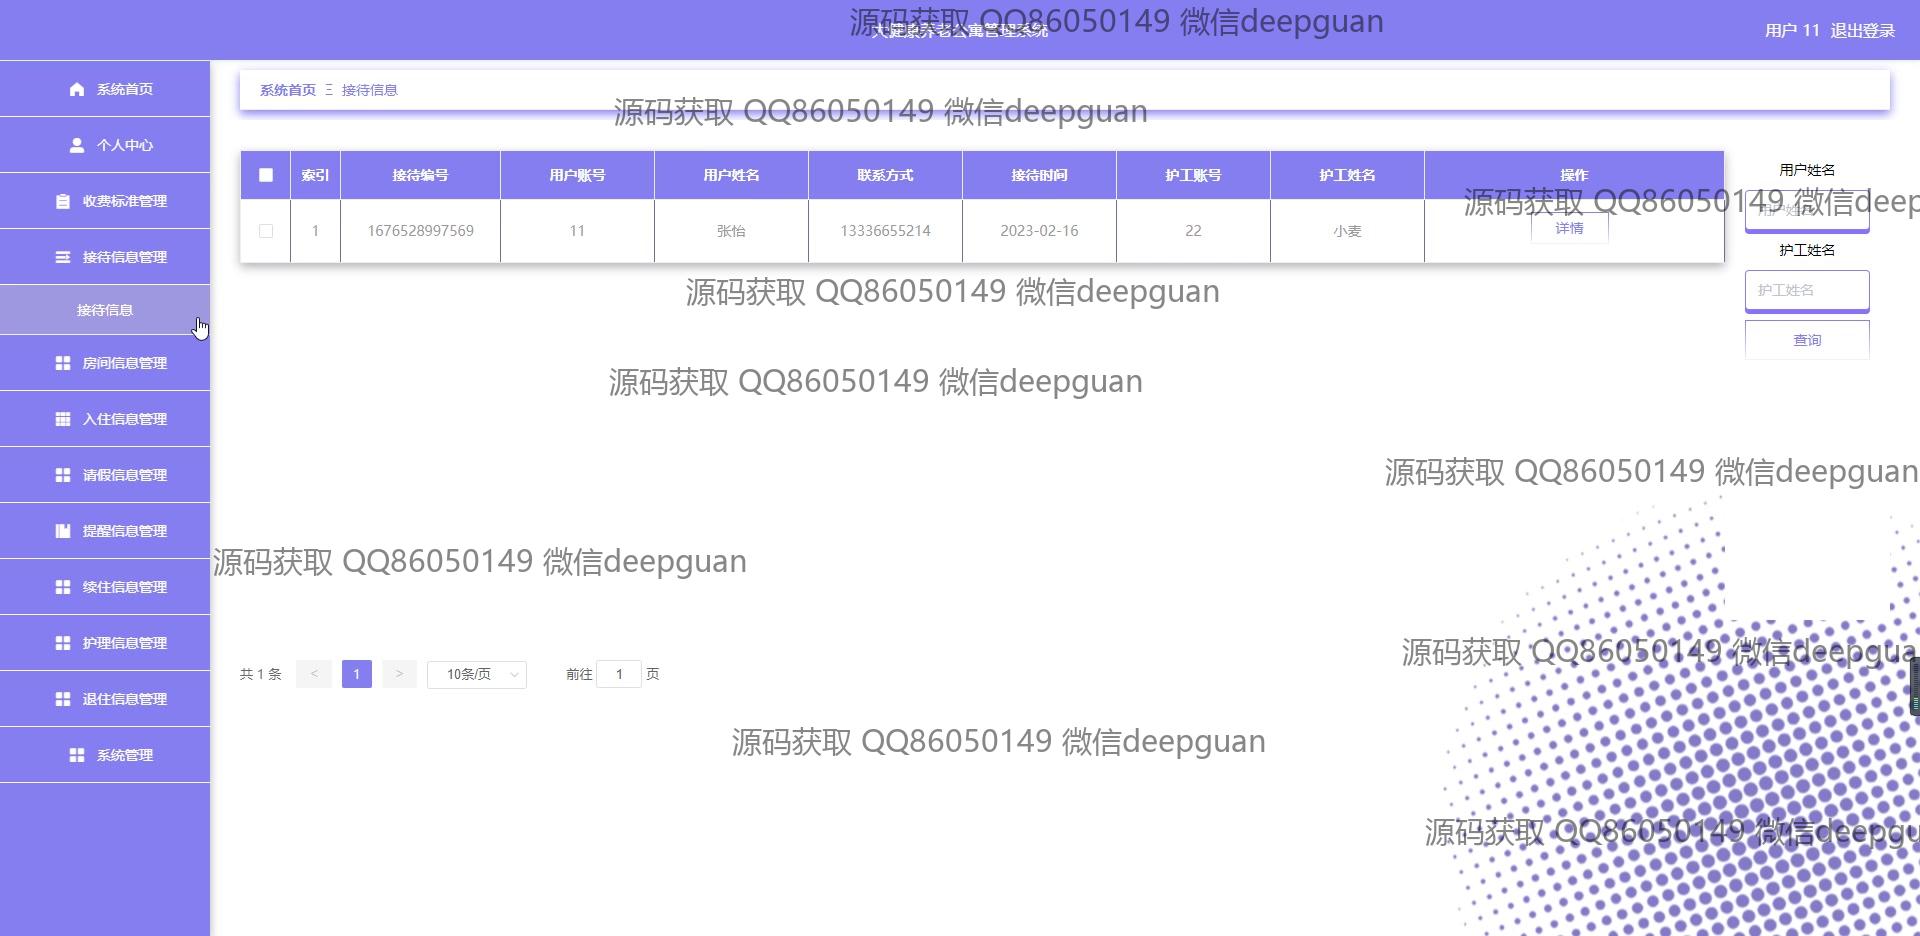 大健康养老公寓管理系统
源码获取 QQ86050149 微信deepguan
用户 11 退出登录
系统首页
个人中心
收费标准管理
接待信息管理
接待信息
房间信息管理
入住信息管理
请假信息管理
提醒信息管理
续住信息管理
护理信息管理
退住信息管理
系统管理
系统首页 Ξ 接待信息
源码获取 QQ86050149 微信deepguan
索引 接待编号 用户账号 用户姓名 联系方式 接待时间 护工账号 护工姓名 操作
1 1676528997569 11 张怡 13336655214 2023-02-16 22 小麦 详情
用户姓名
用户姓名
源码获取 QQ86050149 微信deep
护工姓名
护工姓名
查询
源码获取 QQ86050149 微信deepguan
源码获取 QQ86050149 微信deepguan
源码获取 QQ86050149 微信deepguan
源码获取 QQ86050149 微信deepguan
源码获取 QQ86050149 微信deepgua
共 1 条 < 1 > 10条/页 前往 1 页
源码获取 QQ86050149 微信deepguan
源码获取 QQ86050149 微信deepgu